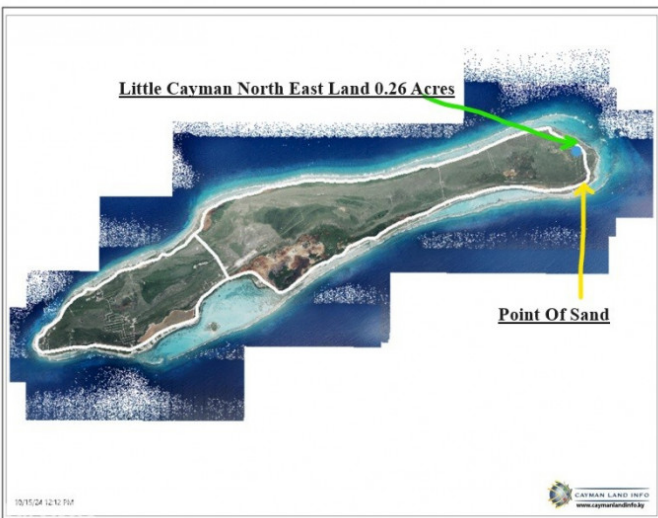 Little Cayman North East Land 0.26 Acres
Point Of Sand
10/15/24 12:12 PM
CAYMAN LAND INFO
www.caymanlandinfo.ky